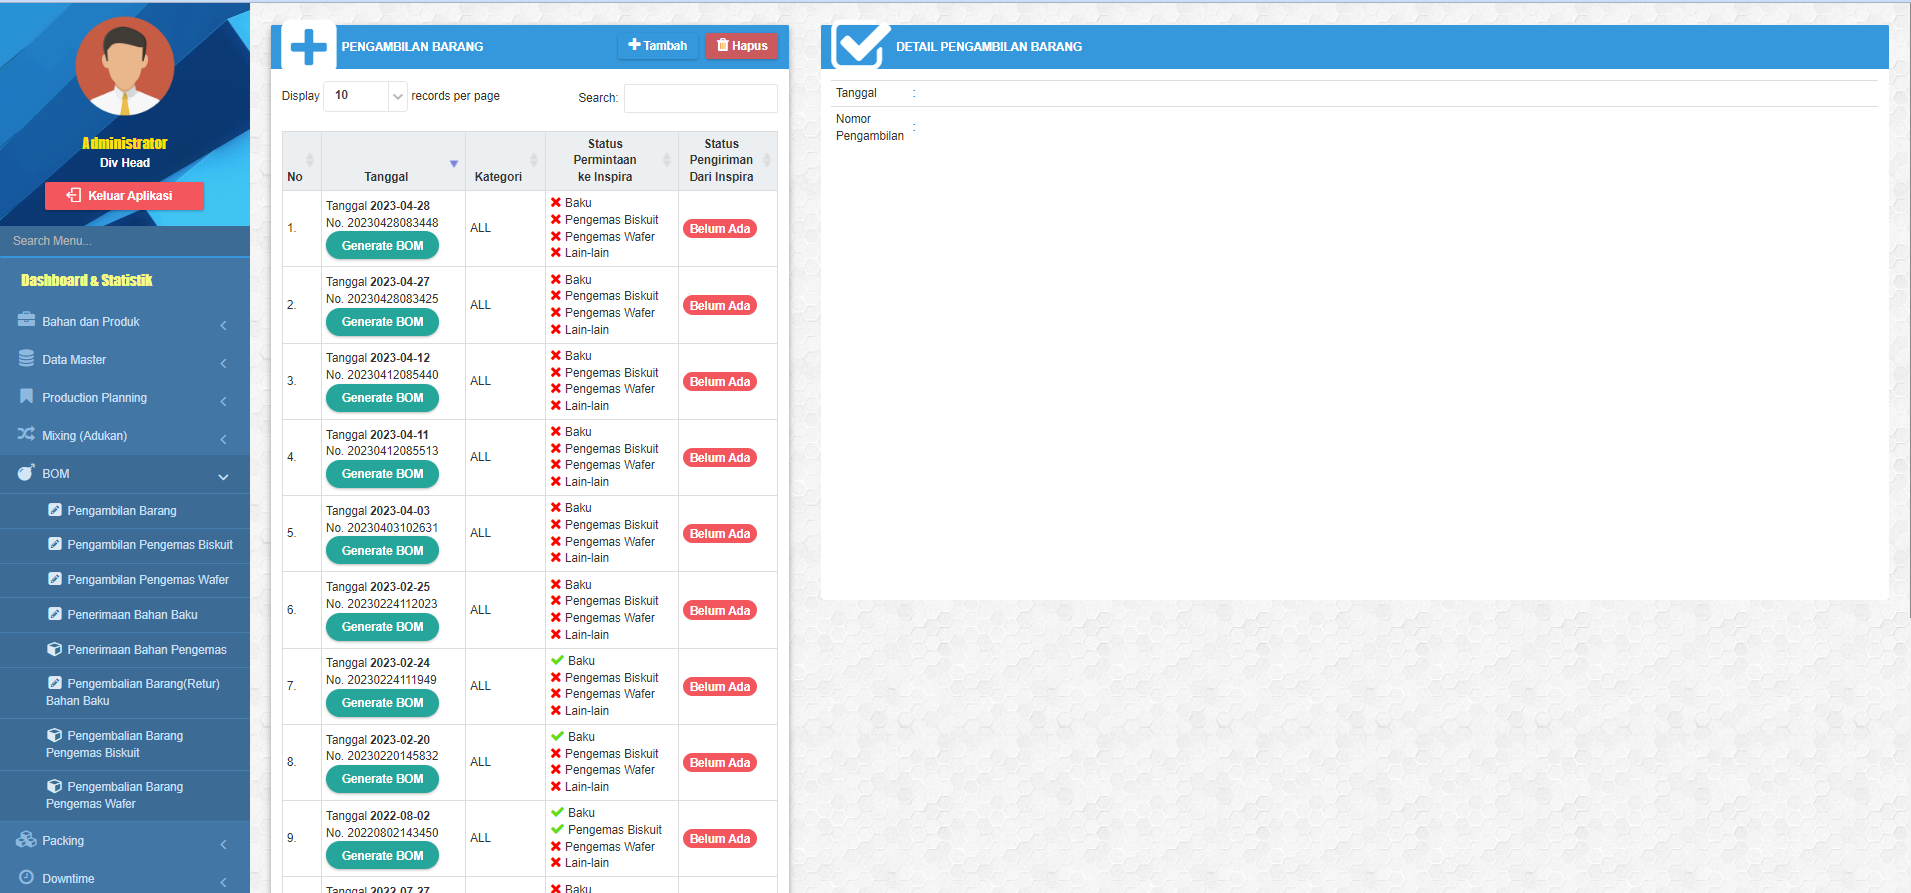 Administrator
Div Head
Keluar Aplikasi
Search Menu...
Dashboard & Statistik
Bahan dan Produk
Data Master
Production Planning
Mixing (Adukan)
BOM
Pengambilan Barang
Pengambilan Pengemas Biskuit
Pengambilan Pengemas Wafer
Penerimaan Bahan Baku
Penerimaan Bahan Pengemas
Pengembalian Barang(Retur)
Bahan Baku
Pengembalian Barang
Pengemas Biskuit
Pengembalian Barang
Pengemas Wafer
Packing
Downtime
PENGAMBILAN BARANG
Tambah
Hapus
Display 10 records per page
Search:
No
Tanggal
Kategori
Status
Permintaan
ke Inspira
Status
Pengiriman
Dari Inspira
1.
Tanggal 2023-04-28
No. 20230428083448
Generate BOM
ALL
Baku
Pengemas Biskuit
Pengemas Wafer
Lain-lain
Belum Ada
2.
Tanggal 2023-04-27
No. 20230428083425
Generate BOM
ALL
Baku
Pengemas Biskuit
Pengemas Wafer
Lain-lain
Belum Ada
3.
Tanggal 2023-04-12
No. 20230412085440
Generate BOM
ALL
Baku
Pengemas Biskuit
Pengemas Wafer
Lain-lain
Belum Ada
4.
Tanggal 2023-04-11
No. 20230412085513
Generate BOM
ALL
Baku
Pengemas Biskuit
Pengemas Wafer
Lain-lain
Belum Ada
5.
Tanggal 2023-04-03
No. 20230403102631
Generate BOM
ALL
Baku
Pengemas Biskuit
Pengemas Wafer
Lain-lain
Belum Ada
6.
Tanggal 2023-02-25
No. 20230224112023
Generate BOM
ALL
Baku
Pengemas Biskuit
Pengemas Wafer
Lain-lain
Belum Ada
7.
Tanggal 2023-02-24
No. 20230224111949
Generate BOM
ALL
Baku
Pengemas Biskuit
Pengemas Wafer
Lain-lain
Belum Ada
8.
Tanggal 2023-02-20
No. 20230220145832
Generate BOM
ALL
Baku
Pengemas Biskuit
Pengemas Wafer
Lain-lain
Belum Ada
9.
Tanggal 2022-08-02
No. 20220802143450
Generate BOM
ALL
Baku
Pengemas Biskuit
Pengemas Wafer
Lain-lain
Belum Ada
Tanggal 2022-07-27
Baku
DETAIL PENGAMBILAN BARANG
Tanggal :
Nomor
Pengambilan :